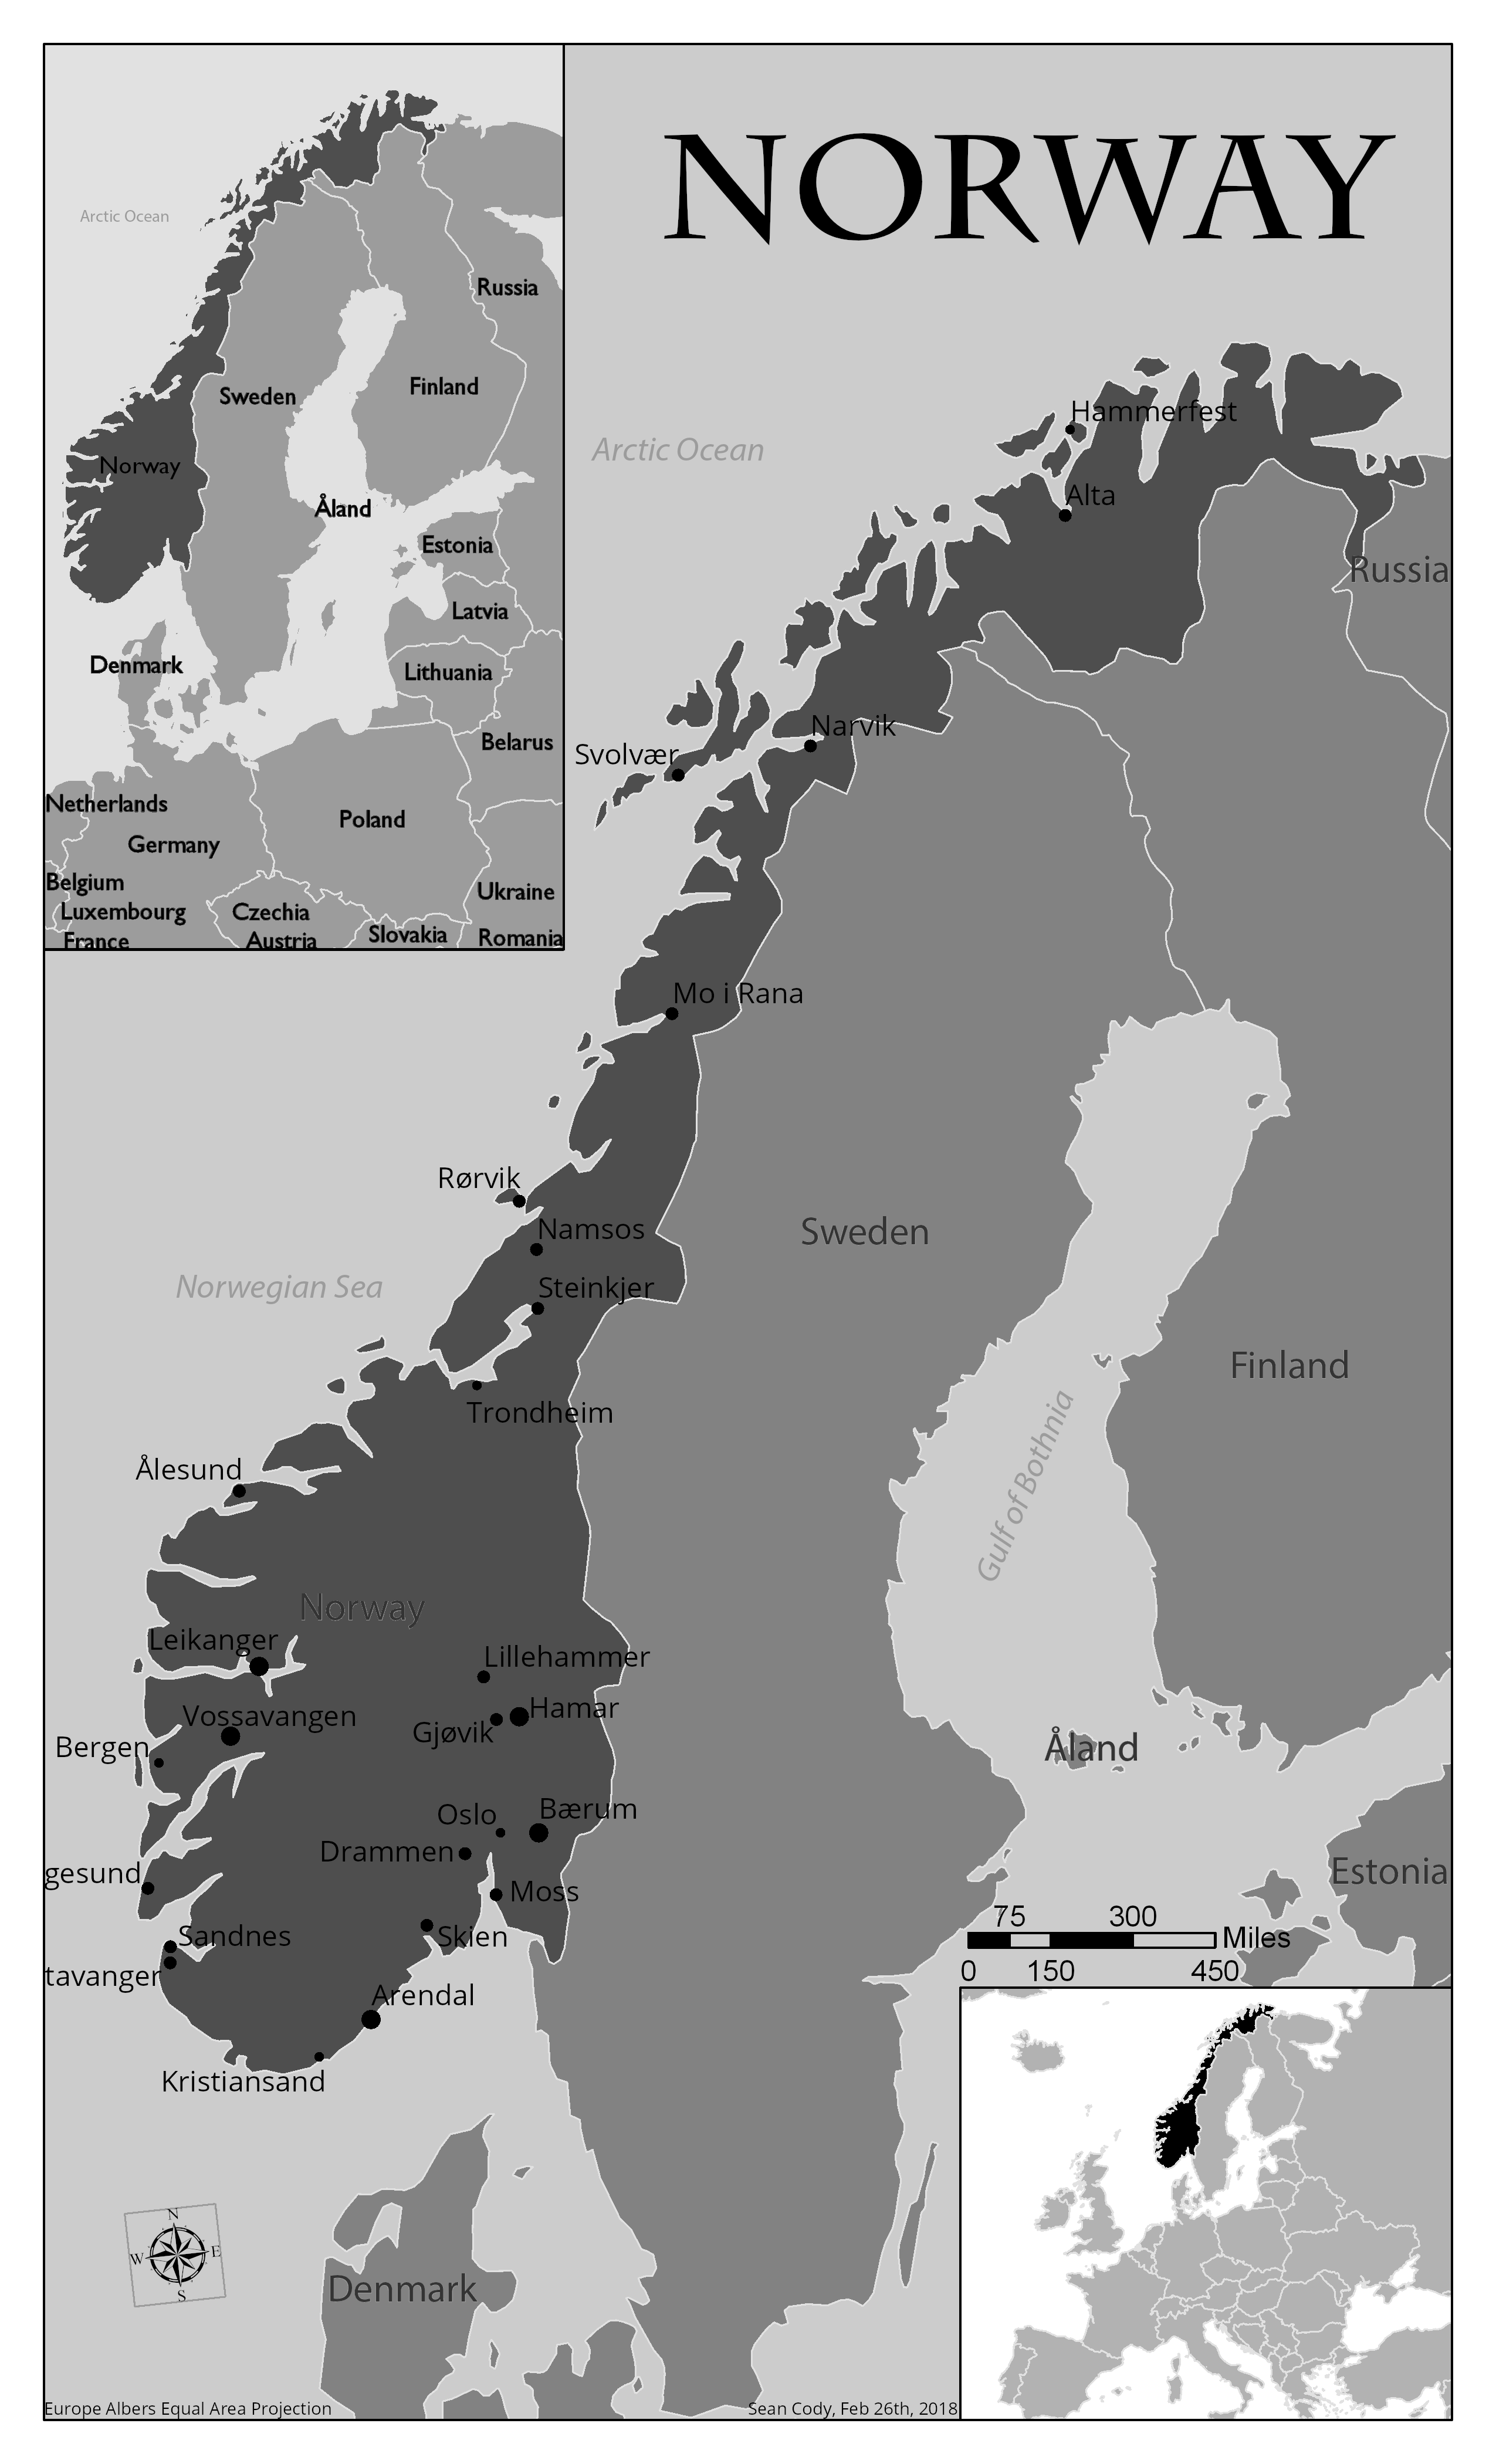 NORWAY
Arctic Ocean
Russia
Sweden
Finland
Norway
Åland
Estonia
Latvia
Denmark
Lithuania
Belarus
Netherlands
Poland
Germany
Belgium
Ukraine
Luxembourg
Czechia
France
Austria
Slovakia
Romania
Hammerfest
Arctic Ocean
Alta
Russia
Narvik
Svolvær
Mo i Rana
Rørvik
Namsos
Sweden
Norwegian Sea
Steinkjer
Finland
Trondheim
Ålesund
Gulf of Bothnia
Norway
Leikanger
Lillehammer
Vossavangen
Hamar
Gjøvik
Bergen
Åland
Oslo
Bærum
Drammen
gesund
Estonia
Moss
Sandnes
Skien
tavanger
Arendal
Kristiansand
75 300
Miles
0 150 450
N
W E
S
Denmark
Europe Albers Equal Area Projection
Sean Cody, Feb 26th, 2018